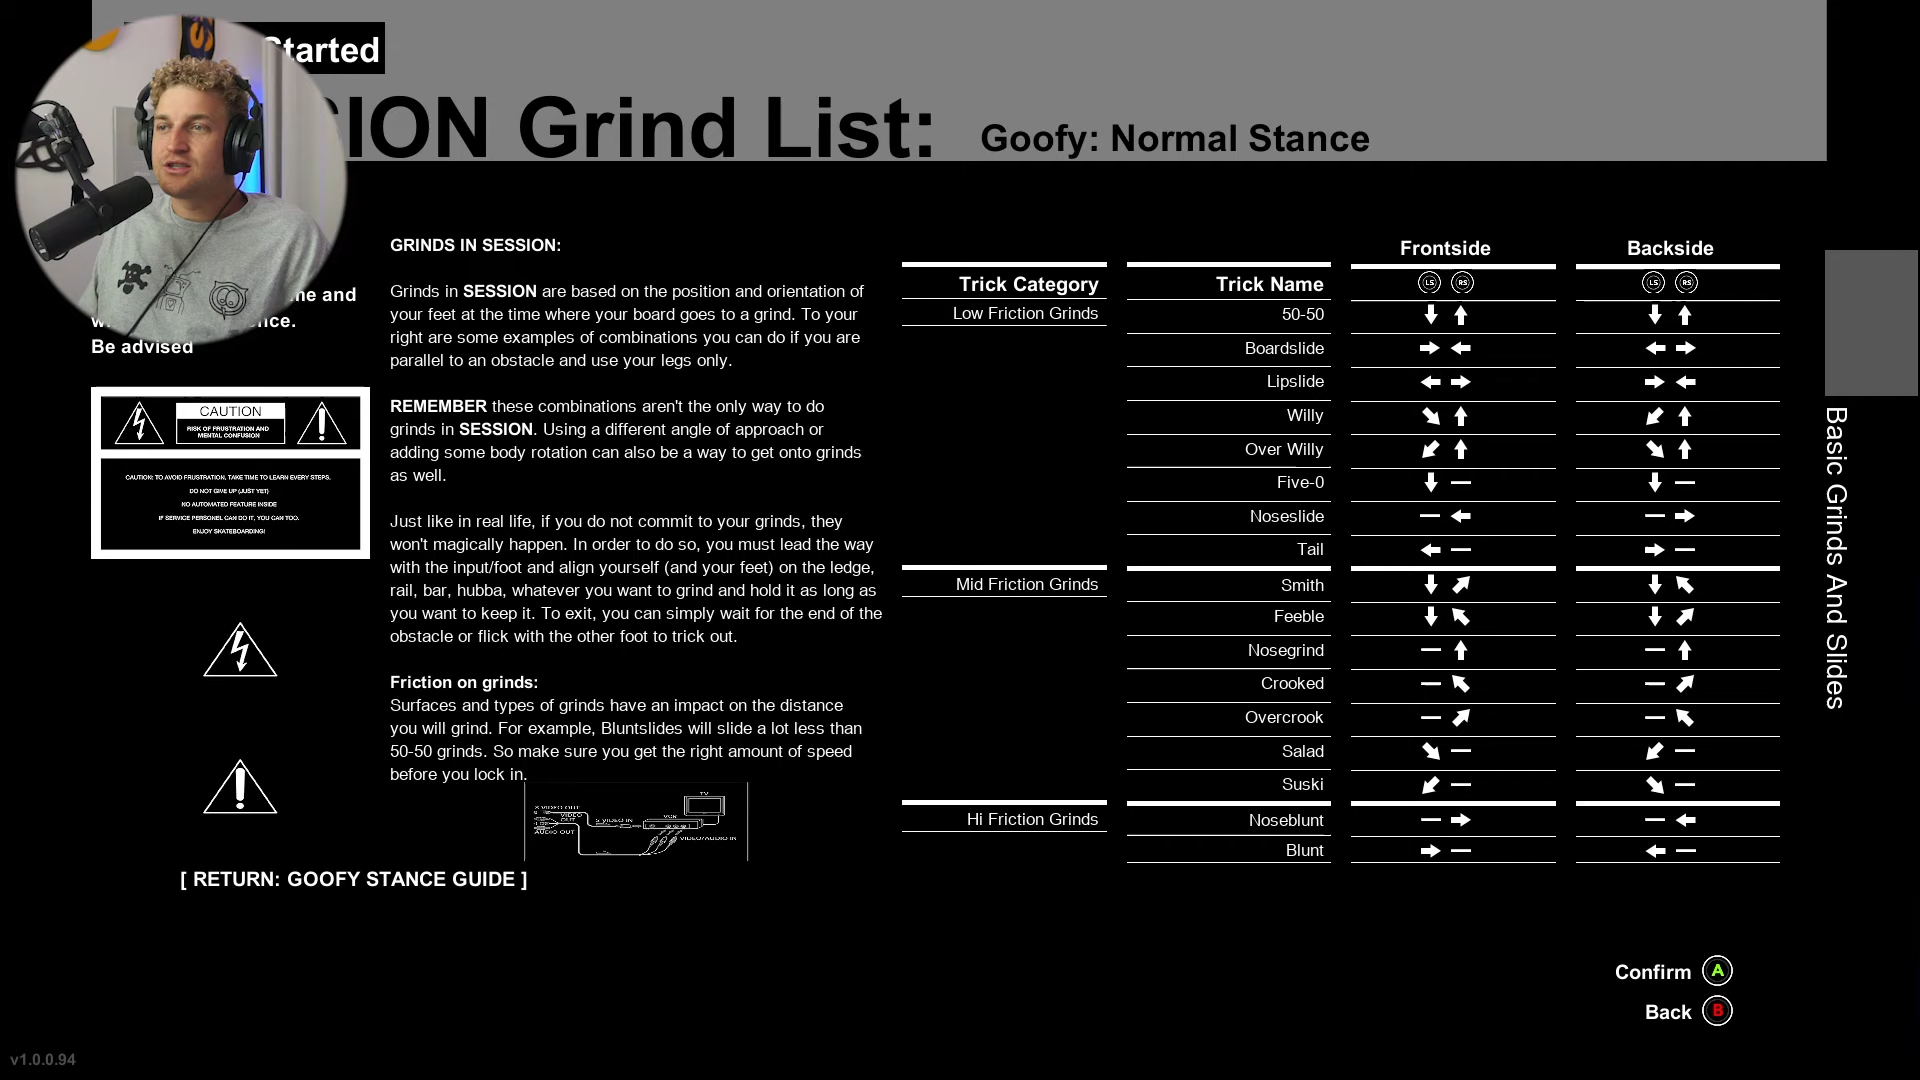 Started
ION Grind List:
Goofy: Normal Stance
me and
Be advised
CAUTION
RISK OF FRUSTRATION AND
MENTAL CONFUSION
CAUTION: TO AVOID FRUSTRATION, TAKE TIME TO LEARN EVERY STEPS.
DO NOT GIVE UP (JUST YET)
NO AUTOMATED FEATURE INSIDE
IF SERVICE PERSONEL CAN DO IT, YOU CAN TOO.
ENJOY SKATEBOARDING!
GRINDS IN SESSION:
Grinds in SESSION are based on the position and orientation of
your feet at the time where your board goes to a grind. To your
right are some examples of combinations you can do if you are
parallel to an obstacle and use your legs only.
REMEMBER these combinations aren't the only way to do
grinds in SESSION. Using a different angle of approach or
adding some body rotation can also be a way to get onto grinds
as well.
Just like in real life, if you do not commit to your grinds, they
won't magically happen. In order to do so, you must lead the way
with the input/foot and align yourself (and your feet) on the ledge,
rail, bar, hubba, whatever you want to grind and hold it as long as
you want to keep it. To exit, you can simply wait for the end of the
obstacle or flick with the other foot to trick out.
Friction on grinds:
Surfaces and types of grinds have an impact on the distance
you will grind. For example, Bluntslides will slide a lot less than
50-50 grinds. So make sure you get the right amount of speed
before you lock in.
S VIDEO OUT
VIDEO OUT
AUDIO OUT
S VIDEO IN
VCR
TV
VIDEO/AUDIO IN
[ RETURN: GOOFY STANCE GUIDE ]
Frontside Backside
Trick Category Trick Name LS RS LS RS
Low Friction Grinds 50-50
Boardslide
Lipslide
Willy
Over Willy
Five-0
Noseslide
Tail
Mid Friction Grinds Smith
Feeble
Nosegrind
Crooked
Overcrook
Salad
Suski
Hi Friction Grinds Noseblunt
Blunt
Basic Grinds And Slides
Confirm A
Back B
v1.0.0.94